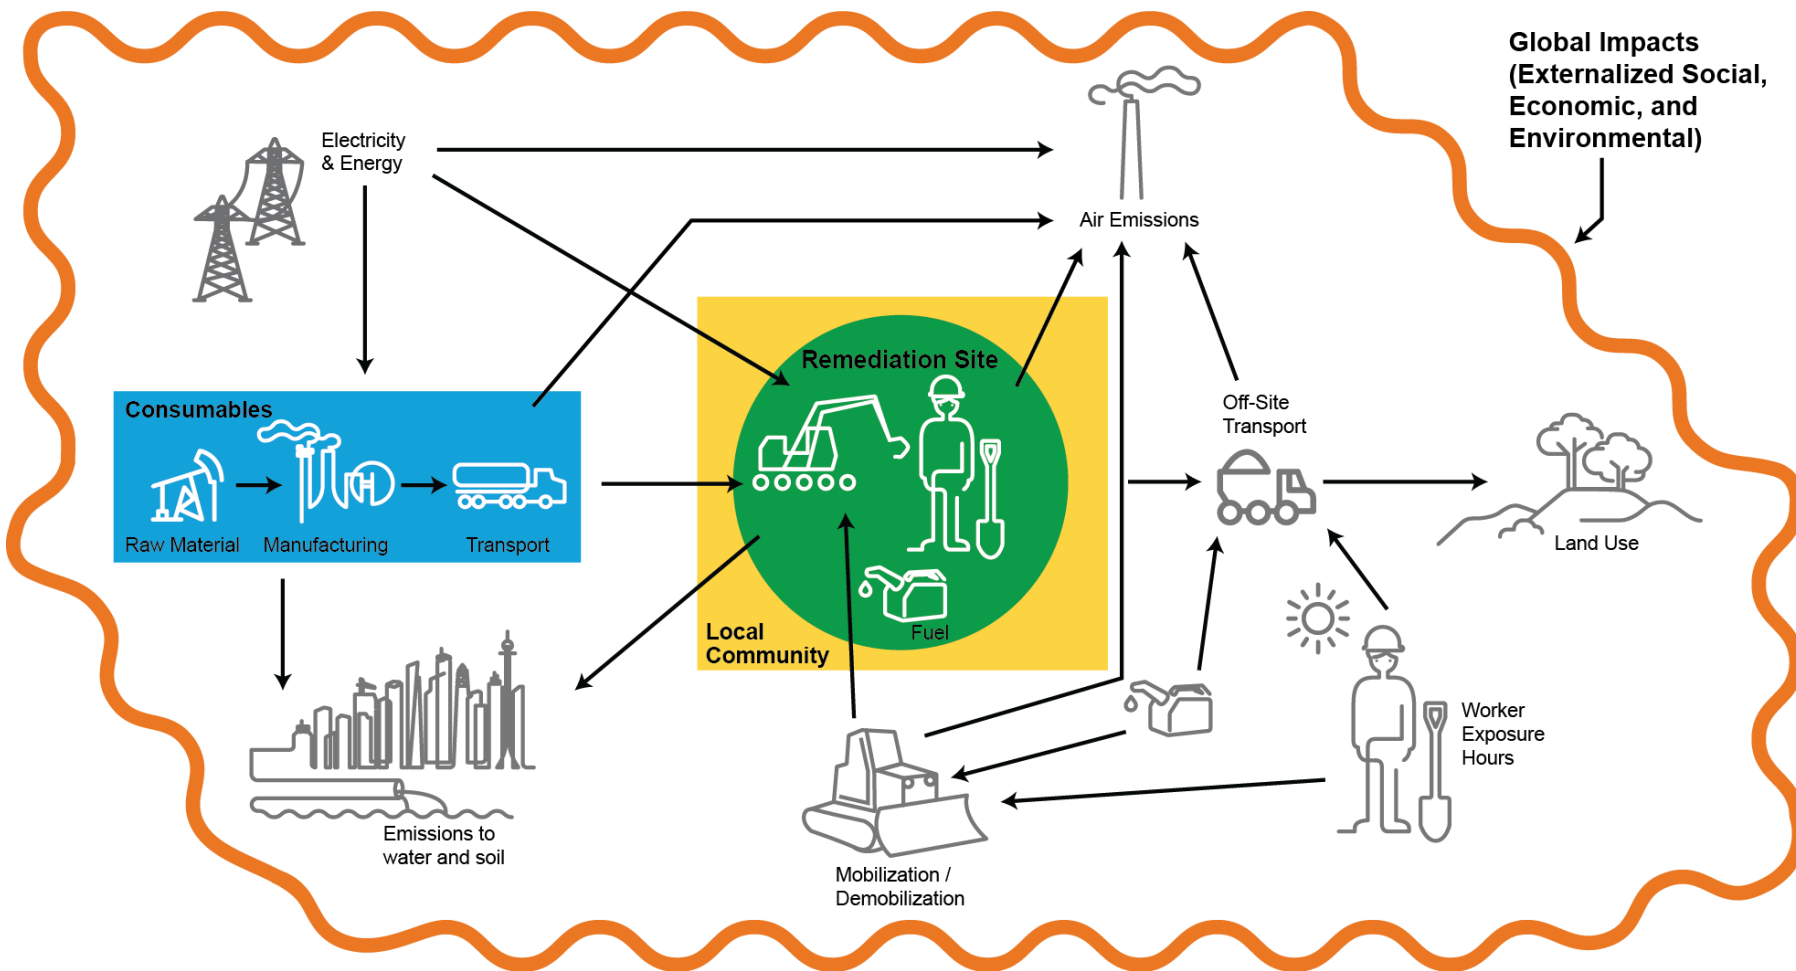 Global Impacts
(Externalized Social,
Economic, and
Environmental)
Electricity
& Energy
Air Emissions
Remediation Site
Consumables
Off-Site
Transport
Raw Material
Manufacturing
Transport
Land Use
Fuel
Local
Community
Worker
Exposure
Hours
Emissions to
water and soil
Mobilization /
Demobilization